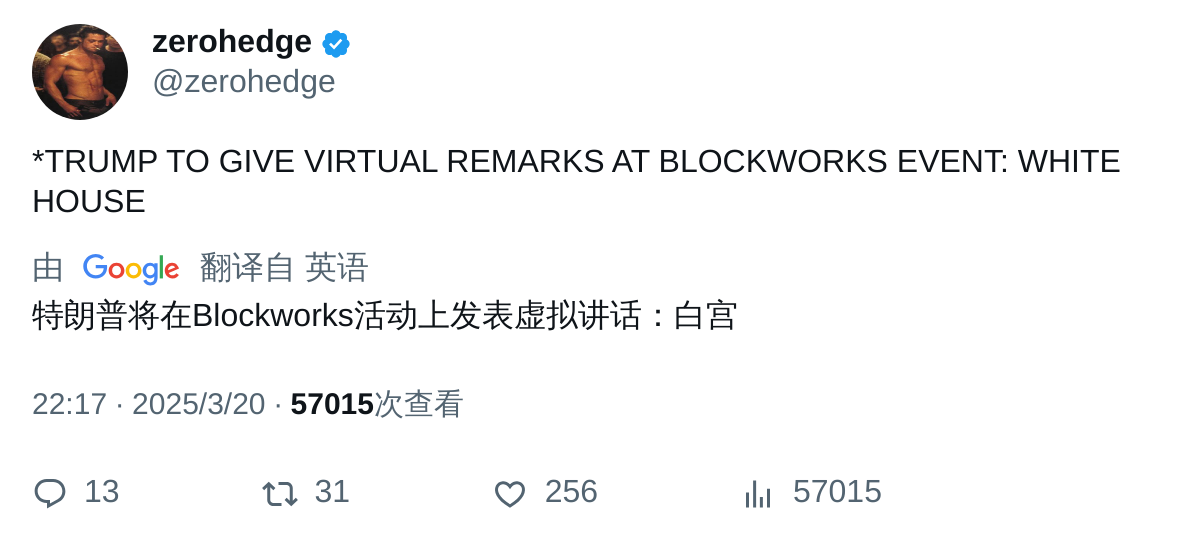 zerohedge
@zerohedge
*TRUMP TO GIVE VIRTUAL REMARKS AT BLOCKWORKS EVENT: WHITE
HOUSE
由 Google 翻译自 英语
特朗普将在Blockworks活动上发表虚拟讲话：白宫
22:17 · 2025/3/20 · 57015次查看
13 31 256 57015